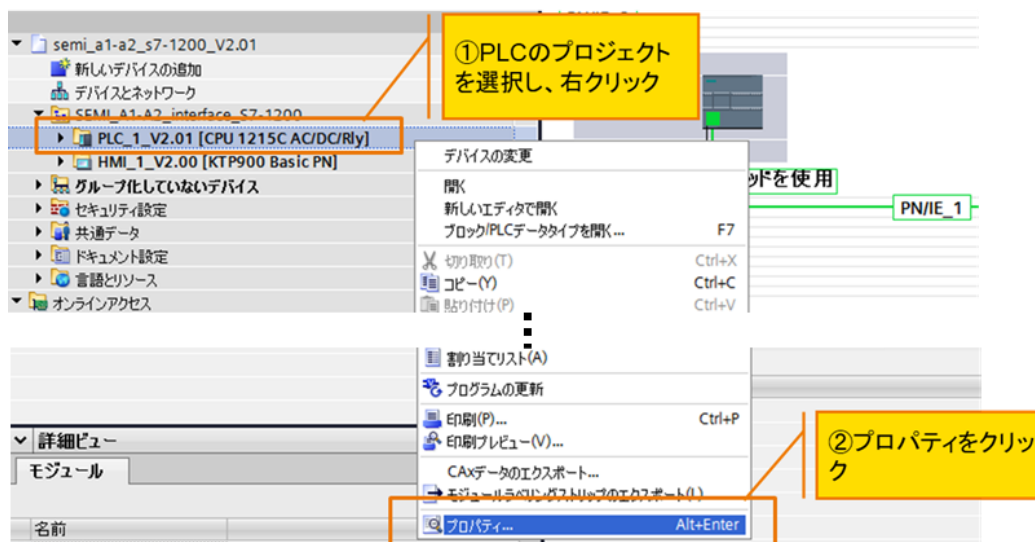 semi_a1-a2_s7-1200_V2.01
新しいデバイスの追加
デバイスとネットワーク
SEMI_A1-A2_interface_S7-1200
PLC_1_V2.01 [CPU 1215C AC/DC/Rly]
HMI_1_V2.00 [KTP900 Basic PN]
グループ化していないデバイス
セキュリティ設定
共通データ
ドキュメント設定
言語とリソース
オンラインアクセス
①PLCのプロジェクト
を選択し、右クリック
デバイスの変更
開く
新しいエディタで開く
ブロック/PLCデータタイプを開く... F7
切り取り(T) Ctrl+X
コピー(Y) Ctrl+C
貼り付け(P) Ctrl+V
ドを使用
PN/IE_1
割り当てリスト(A)
プログラムの更新
印刷(P)... Ctrl+P
印刷プレビュー(V)...
CAxデータのエクスポート...
モジュールラベリングストリップのエクスポート(L)
プロパティ... Alt+Enter
詳細ビュー
モジュール
名前
②プロパティをクリッ
ク